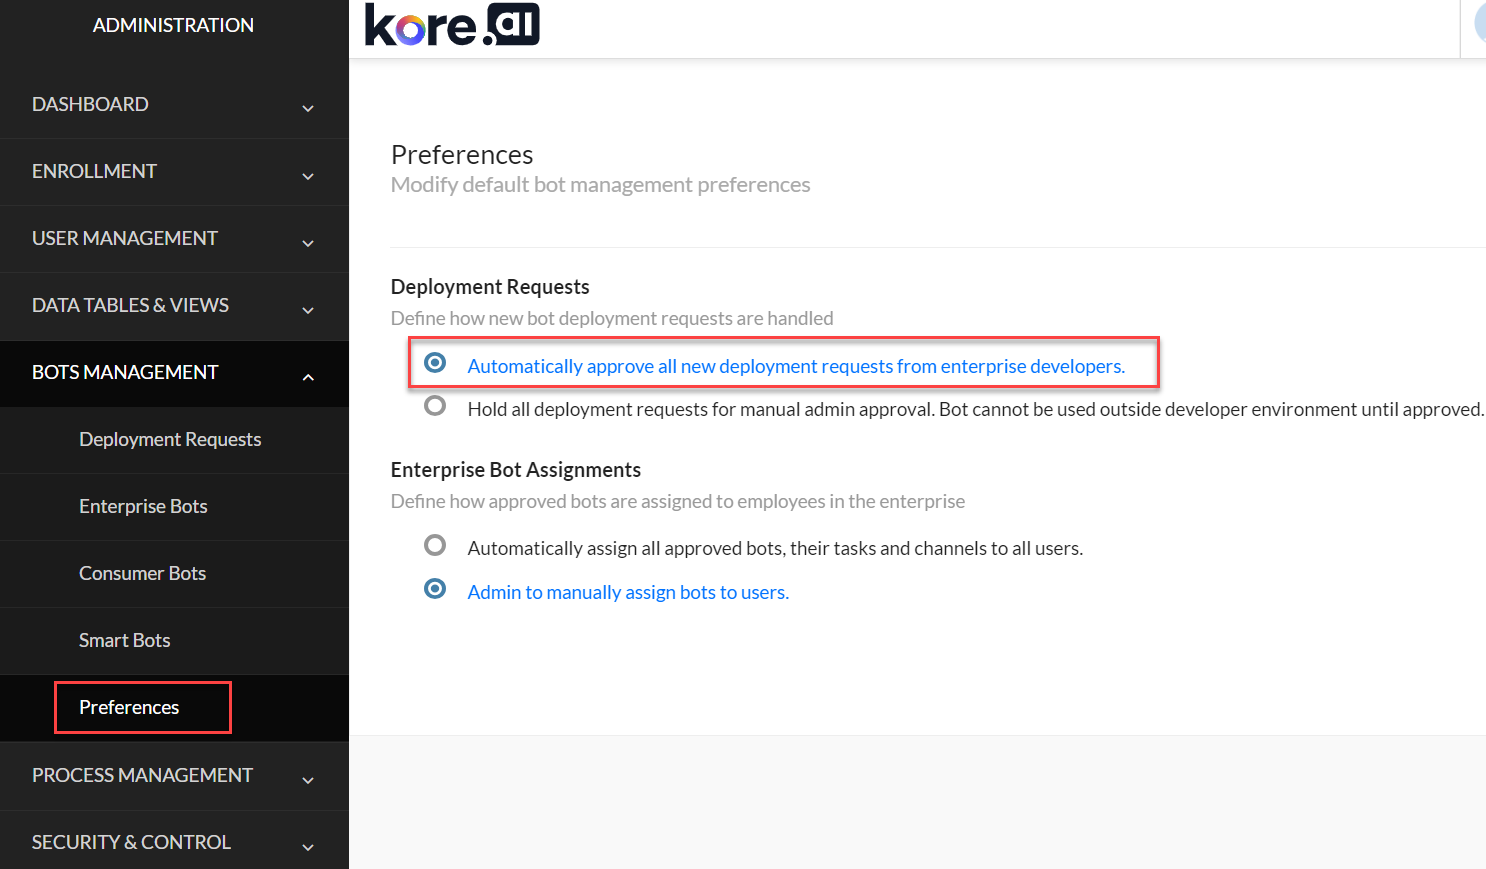 ADMINISTRATION
DASHBOARD
ENROLLMENT
USER MANAGEMENT
DATA TABLES & VIEWS
BOTS MANAGEMENT
Deployment Requests
Enterprise Bots
Consumer Bots
Smart Bots
Preferences
PROCESS MANAGEMENT
SECURITY & CONTROL
kore.ai
Preferences
Modify default bot management preferences
Deployment Requests
Define how new bot deployment requests are handled
Automatically approve all new deployment requests from enterprise developers.
Hold all deployment requests for manual admin approval. Bot cannot be used outside developer environment until approved.
Enterprise Bot Assignments
Define how approved bots are assigned to employees in the enterprise
Automatically assign all approved bots, their tasks and channels to all users.
Admin to manually assign bots to users.